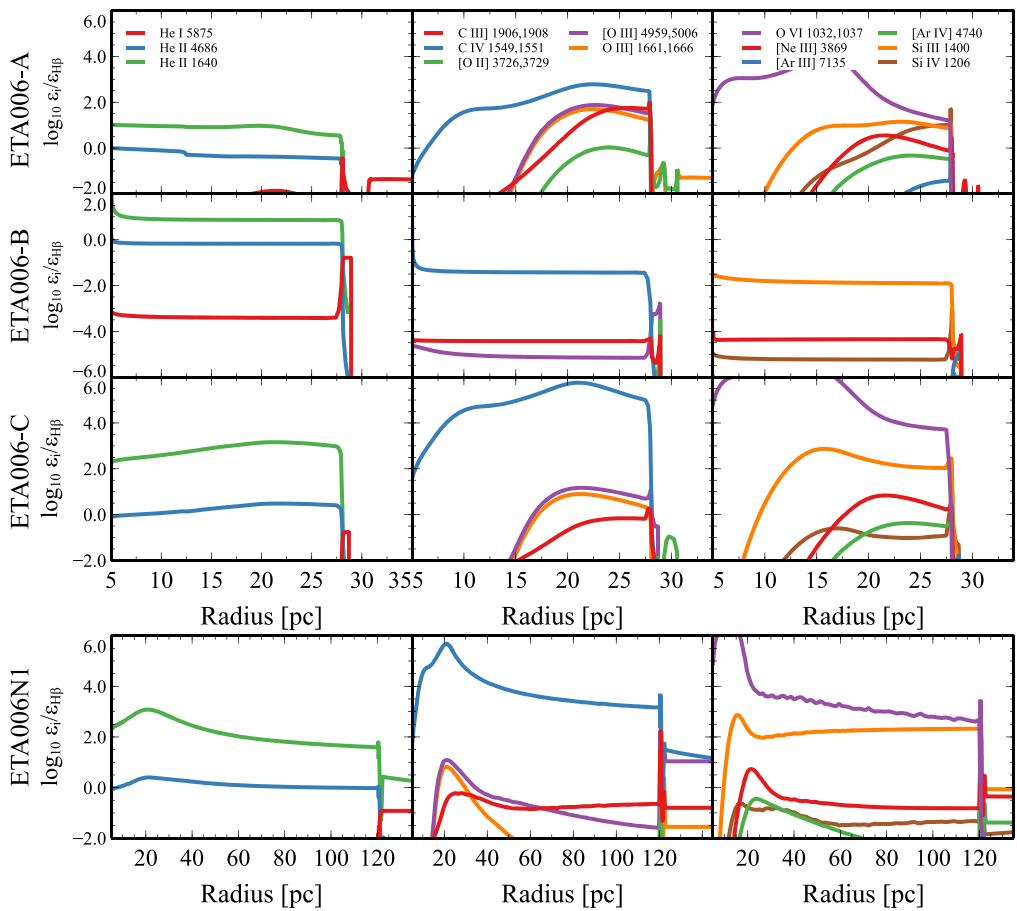 He I 5875
He II 4686
He II 1640
C III] 1906,1908
C IV 1549,1551
[O II] 3726,3729
[O III] 4959,5006
O III] 1661,1666
O VI 1032,1037
[Ne III] 3869
[Ar III] 7135
[Ar IV] 4740
Si III 1400
Si IV 1206
ETA006-A
log₁₀ εᵢ/εHβ
4.0
2.0
0.0
−2.0
ETA006-B
log₁₀ εᵢ/εHβ
2.0
0.0
−2.0
−4.0
−6.0
ETA006-C
log₁₀ εᵢ/εHβ
6.0
4.0
2.0
0.0
−2.0
5 10 15 20 25 30 35
5 10 15 20 25 30
5 10 15 20 25 30
Radius [pc] Radius [pc] Radius [pc]
ETA006N1
log₁₀ εᵢ/εHβ
6.0
4.0
2.0
0.0
−2.0
20 40 60 80 100 120
20 40 60 80 100 120
20 40 60 80 100 120
Radius [pc] Radius [pc] Radius [pc]